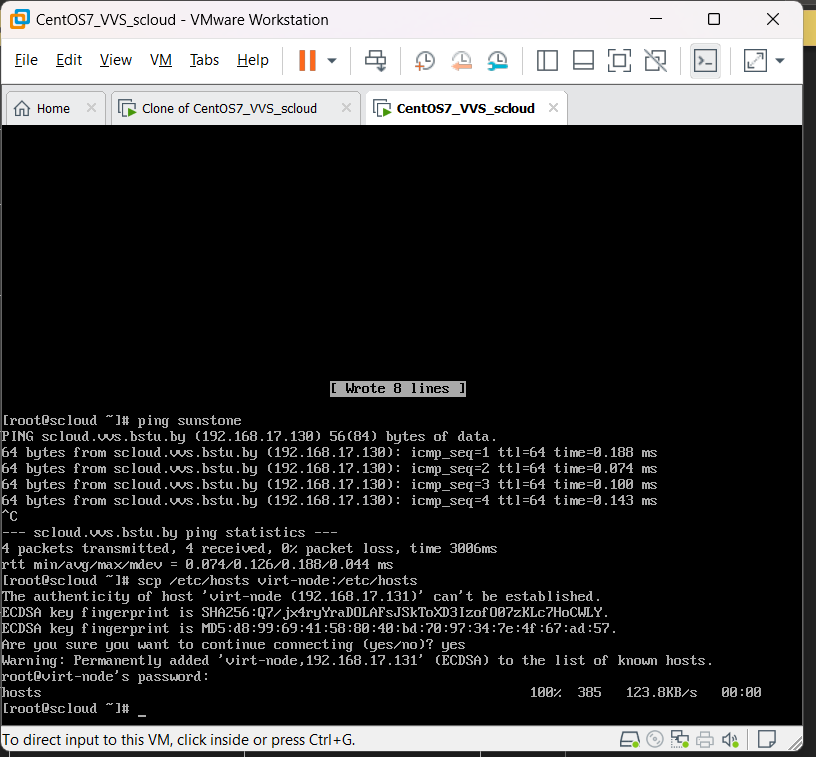 CentOS7_VVS_scloud - VMware Workstation
File Edit View VM Tabs Help
Home Clone of CentOS7_VVS_scloud CentOS7_VVS_scloud
[ Wrote 8 lines ]
[root@scloud ~]# ping sunstone
PING scloud.vvs.bstu.by (192.168.17.130) 56(84) bytes of data.
64 bytes from scloud.vvs.bstu.by (192.168.17.130): icmp_seq=1 ttl=64 time=0.188 ms
64 bytes from scloud.vvs.bstu.by (192.168.17.130): icmp_seq=2 ttl=64 time=0.074 ms
64 bytes from scloud.vvs.bstu.by (192.168.17.130): icmp_seq=3 ttl=64 time=0.100 ms
64 bytes from scloud.vvs.bstu.by (192.168.17.130): icmp_seq=4 ttl=64 time=0.143 ms
^C
--- scloud.vvs.bstu.by ping statistics ---
4 packets transmitted, 4 received, 0% packet loss, time 3006ms
rtt min/avg/max/mdev = 0.074/0.126/0.188/0.044 ms
[root@scloud ~]# scp /etc/hosts virt-node:/etc/hosts
The authenticity of host 'virt-node (192.168.17.131)' can't be established.
ECDSA key fingerprint is SHA256:Q7/jx4ryYraDOLAFsJSkToXD3IzofO07zKLc7HoCWLY.
ECDSA key fingerprint is MD5:d8:99:69:41:58:80:40:bd:70:97:34:7e:4f:67:ad:57.
Are you sure you want to continue connecting (yes/no)? yes
Warning: Permanently added 'virt-node,192.168.17.131' (ECDSA) to the list of known hosts.
root@virt-node's password:
hosts 100% 385 123.8KB/s 00:00
[root@scloud ~]# _
To direct input to this VM, click inside or press Ctrl+G.